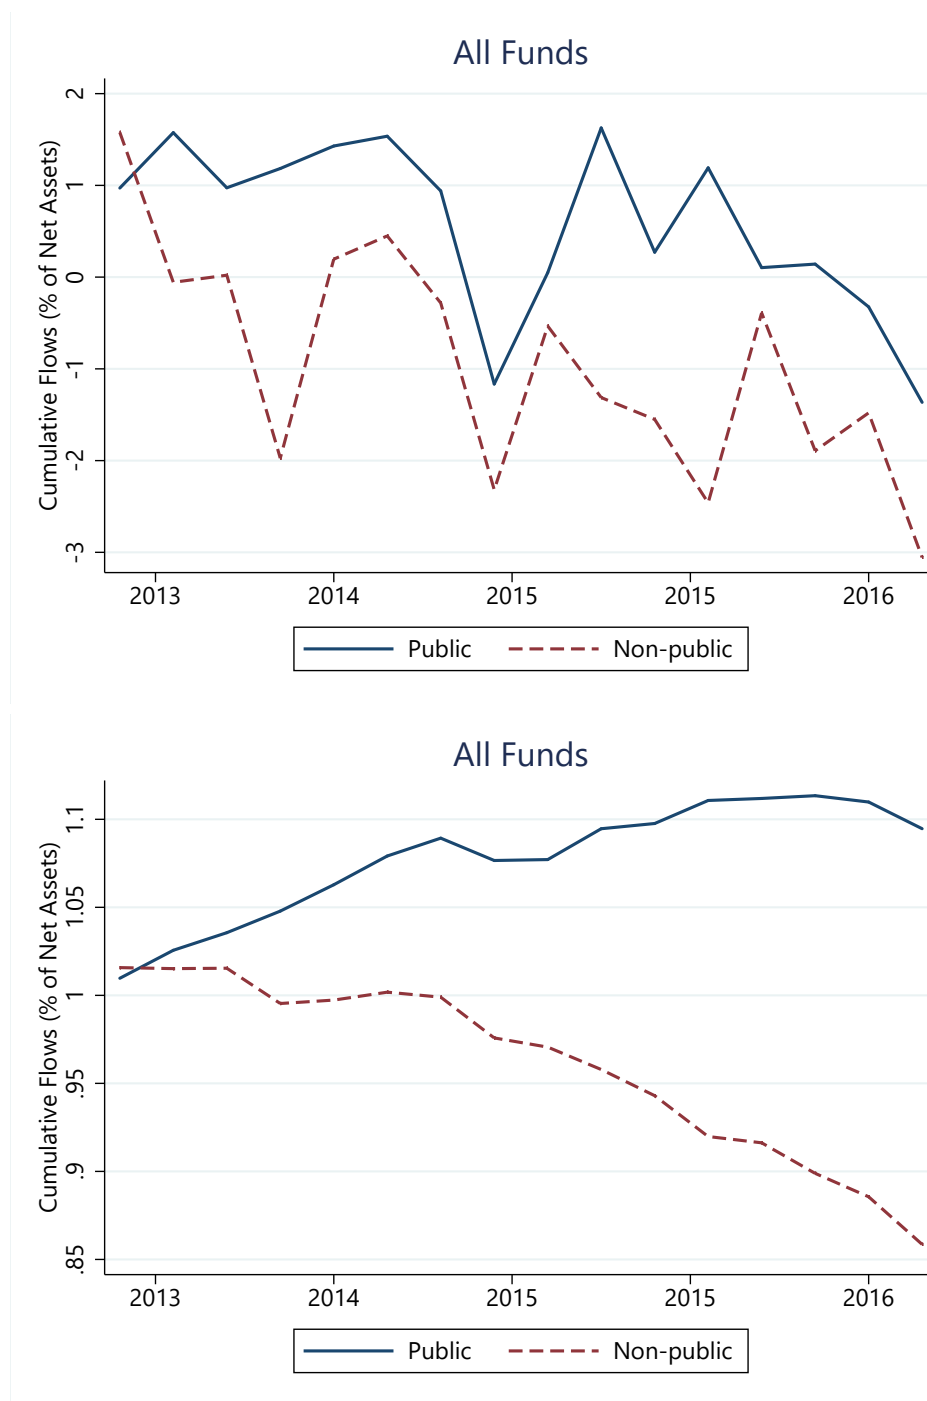 All Funds
Cumulative Flows (% of Net Assets)
2
1
0
-1
-2
-3
2013 2014 2015 2015 2016
Public Non-public
All Funds
Cumulative Flows (% of Net Assets)
1.1
1.05
1
.95
.9
.85
2013 2014 2015 2015 2016
Public Non-public